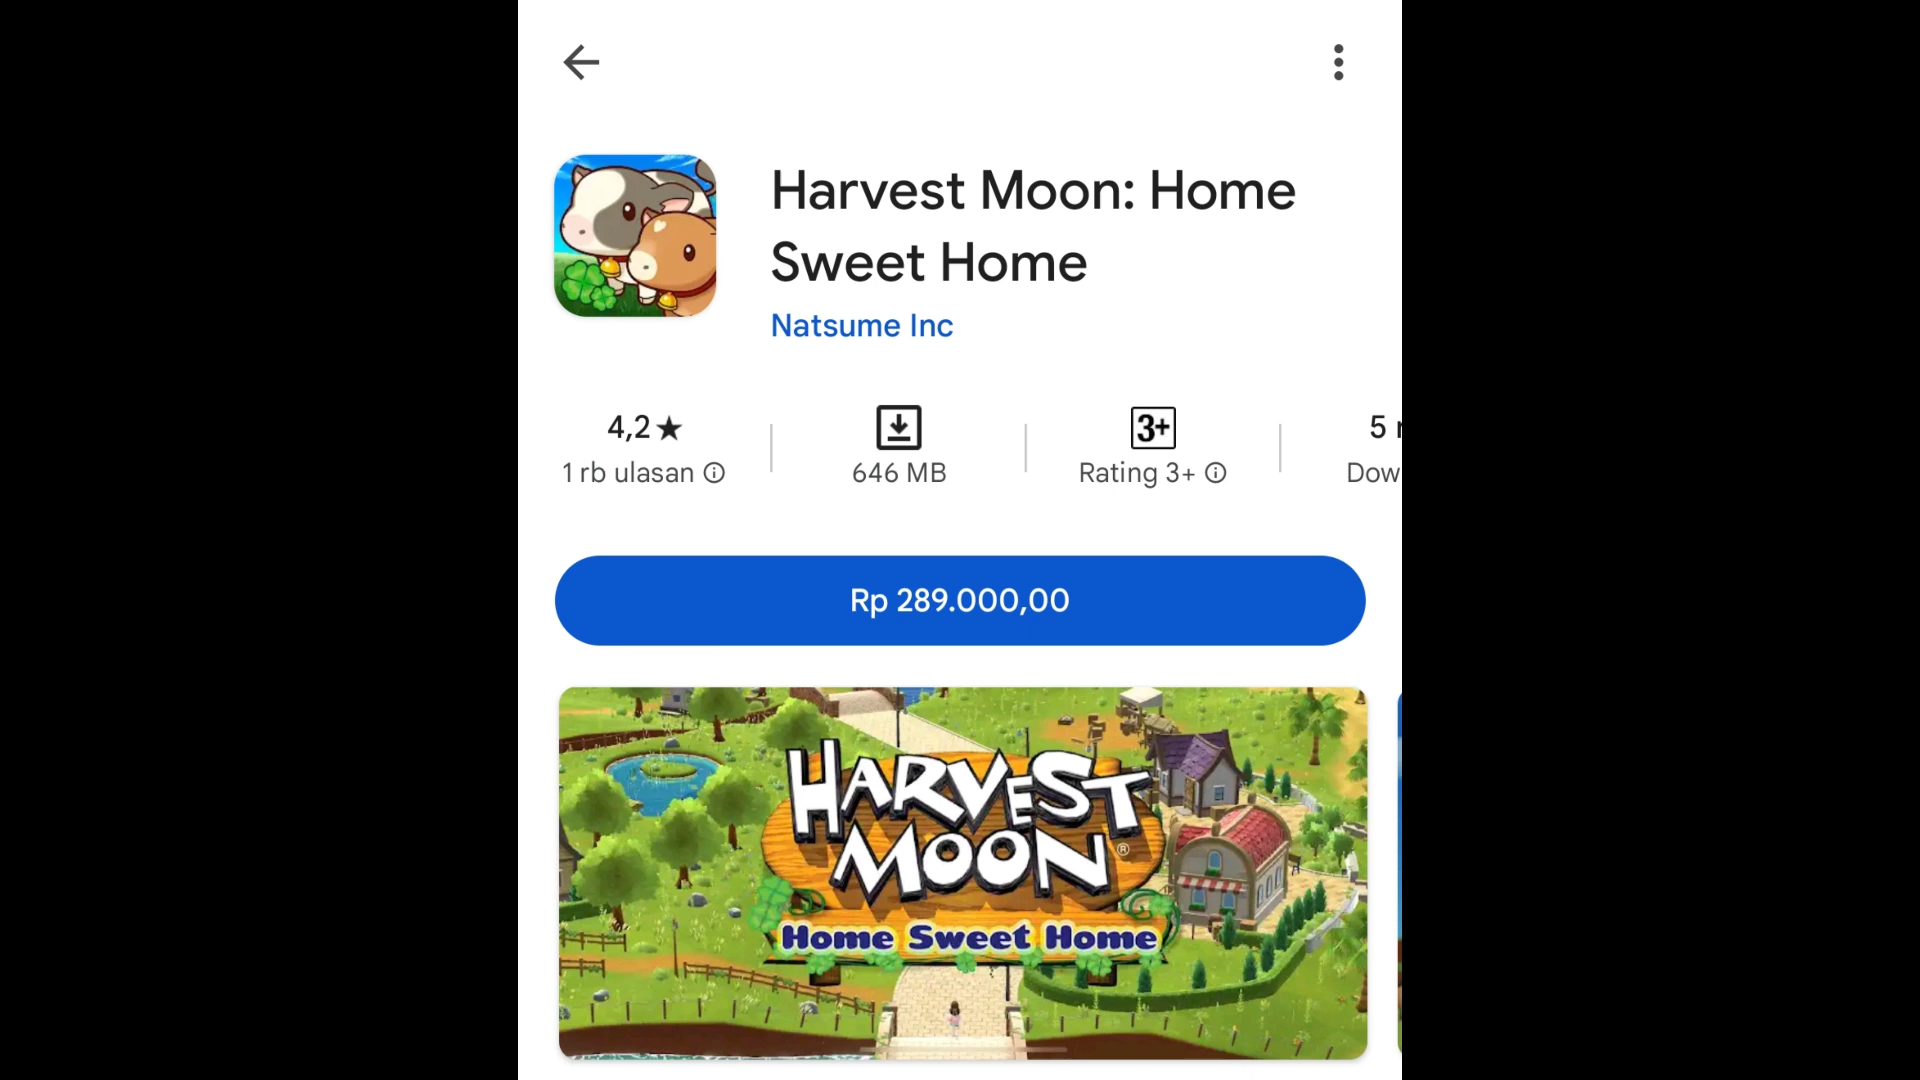 Harvest Moon: Home
Sweet Home
Natsume Inc
4,2★
1 rb ulasan
646 MB
3+
Rating 3+
5
Rp 289.000,00
HARVEST
MOON®
Home Sweet Home